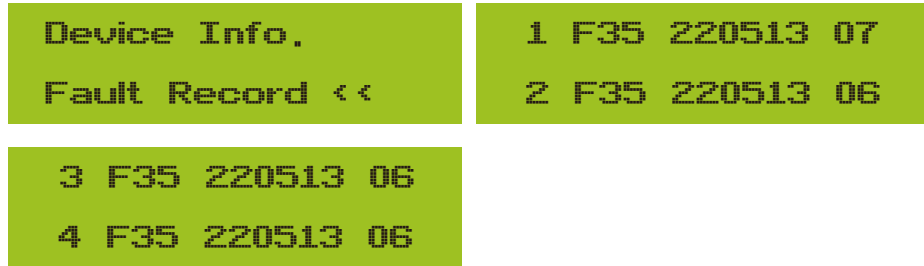 Device Info.
Fault Record <<
1 F35 220513 07
2 F35 220513 06
3 F35 220513 06
4 F35 220513 06